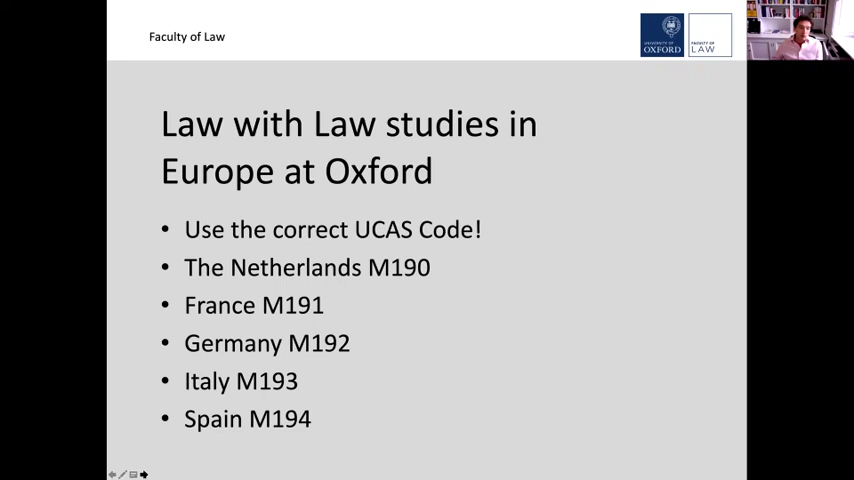 Faculty of Law
UNIVERSITY OF
OXFORD
FACULTY OF
LAW
Law with Law studies in
Europe at Oxford
• Use the correct UCAS Code!
• The Netherlands M190
• France M191
• Germany M192
• Italy M193
• Spain M194